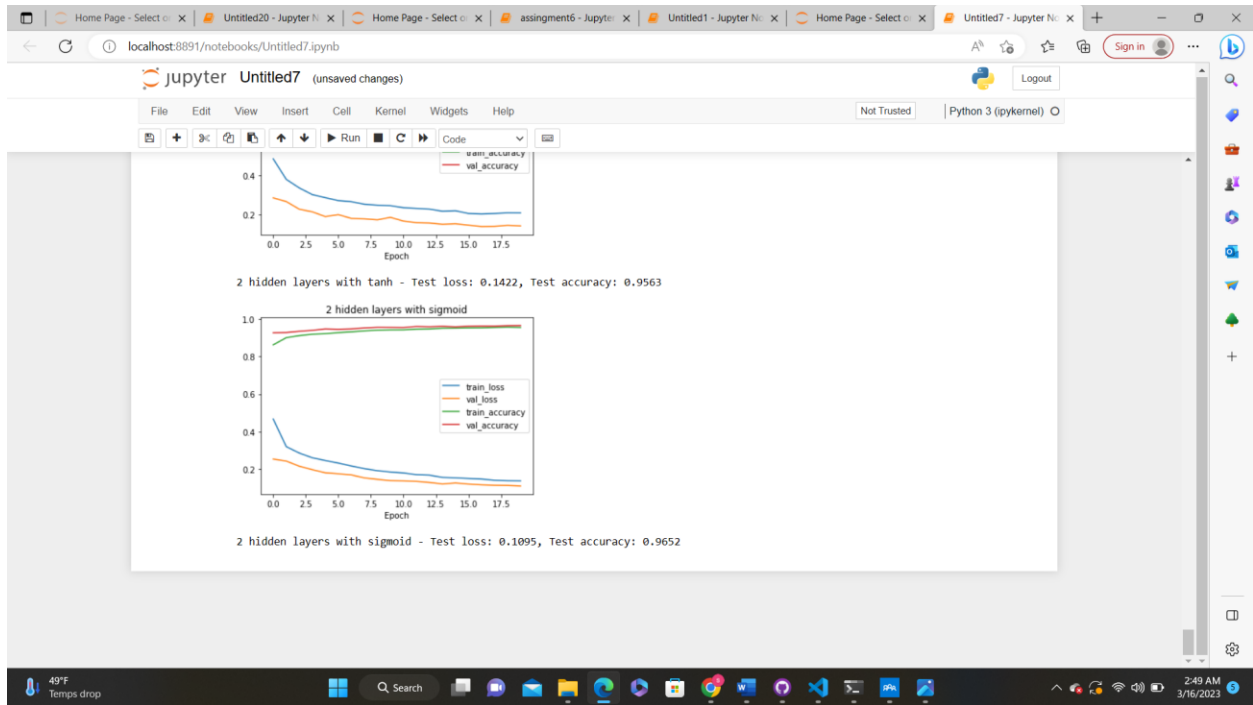 Home Page - Select o
Untitled20 - Jupyter N
Home Page - Select o
assingment6 - Jupyter
Untitled1 - Jupyter No
Home Page - Select o
Untitled7 - Jupyter No
localhost:8891/notebooks/Untitled7.ipynb
Sign in
jupyter Untitled7 (unsaved changes)
Logout
File Edit View Insert Cell Kernel Widgets Help
Not Trusted
Python 3 (ipykernel)
Run
Code
train_accuracy
val_accuracy
0.4
0.2
0.0 2.5 5.0 7.5 10.0 12.5 15.0 17.5
Epoch
2 hidden layers with tanh - Test loss: 0.1422, Test accuracy: 0.9563
2 hidden layers with sigmoid
1.0
0.8
0.6
0.4
0.2
train_loss
val_loss
train_accuracy
val_accuracy
0.0 2.5 5.0 7.5 10.0 12.5 15.0 17.5
Epoch
2 hidden layers with sigmoid - Test loss: 0.1095, Test accuracy: 0.9652
49°F
Temps drop
Search
2:49 AM
3/16/2023
5